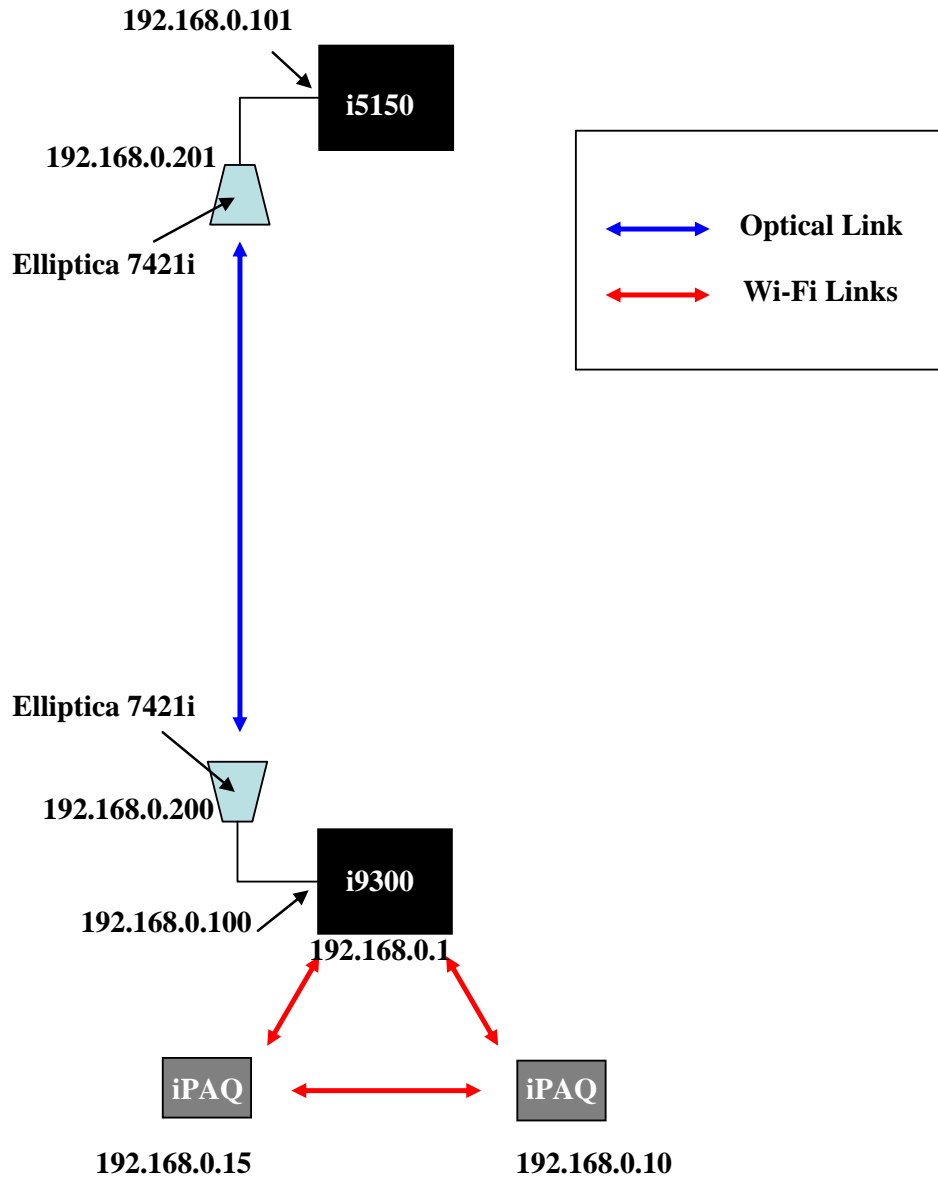 192.168.0.101
i5150
192.168.0.201
Elliptica 7421i
Optical Link
Wi-Fi Links
Elliptica 7421i
192.168.0.200
i9300
192.168.0.100
192.168.0.1
iPAQ
iPAQ
192.168.0.15
192.168.0.10